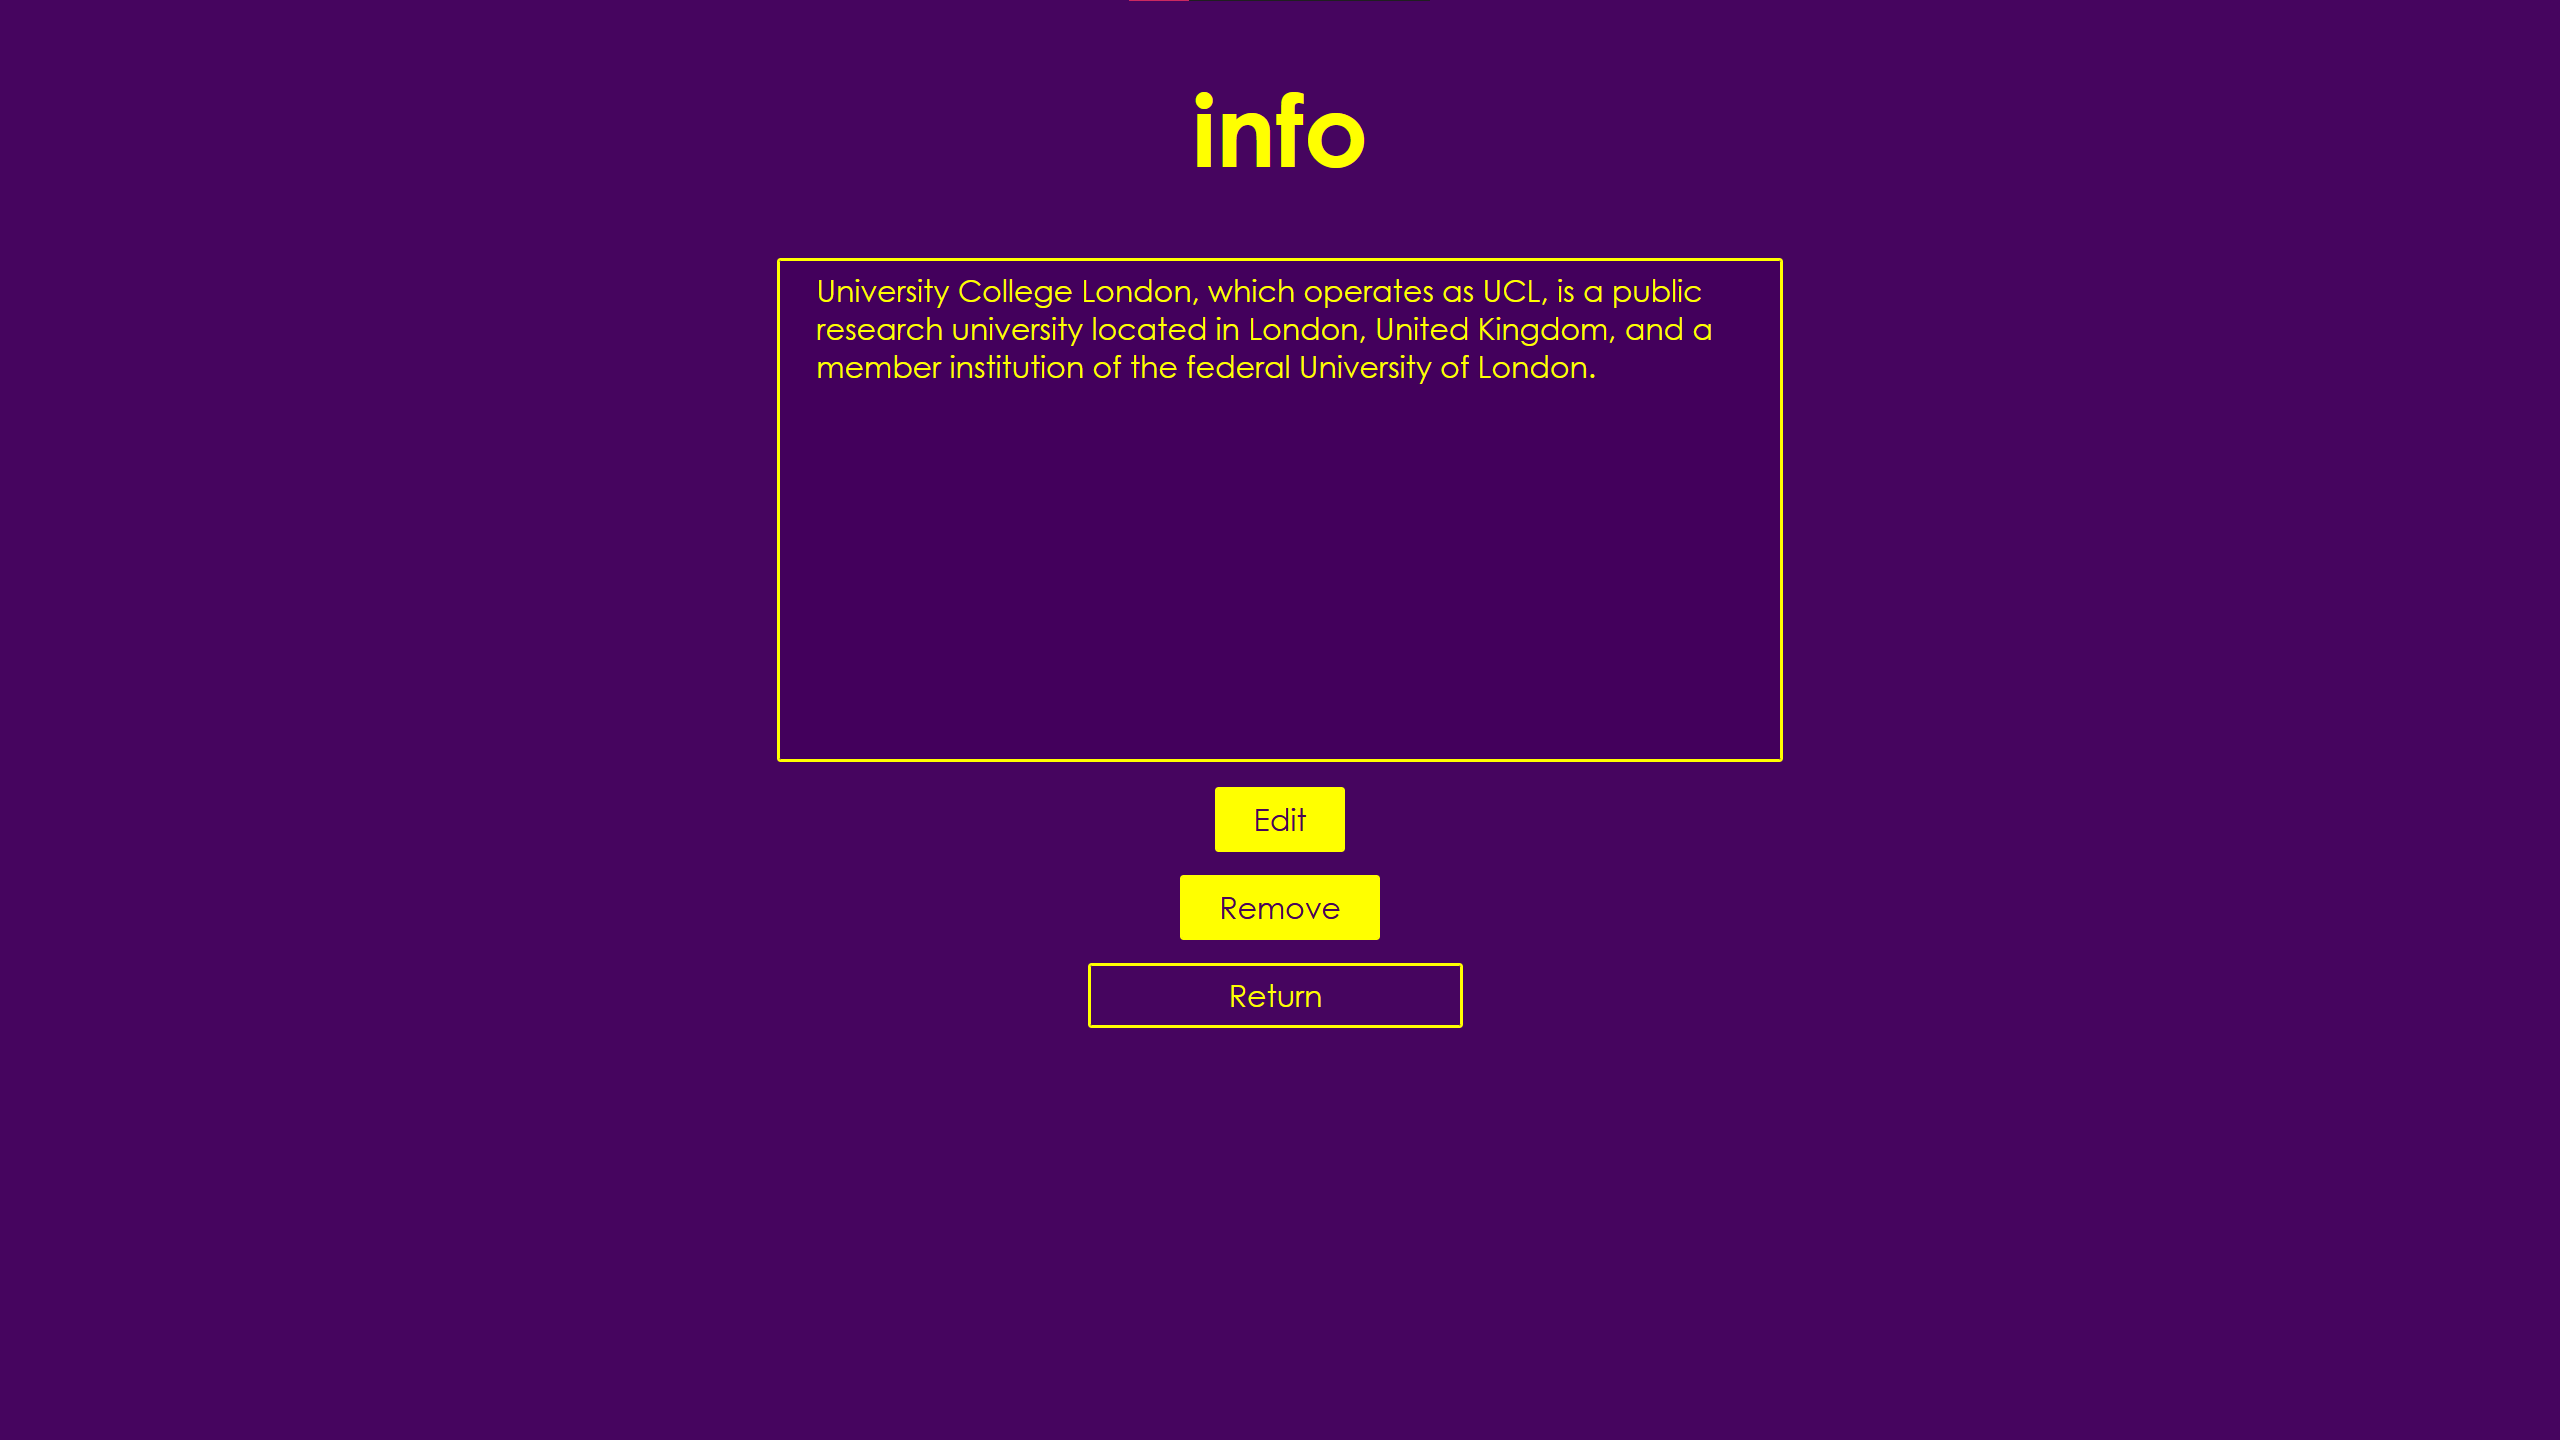 info
University College London, which operates as UCL, is a public
research university located in London, United Kingdom, and a
member institution of the federal University of London.
Edit
Remove
Return